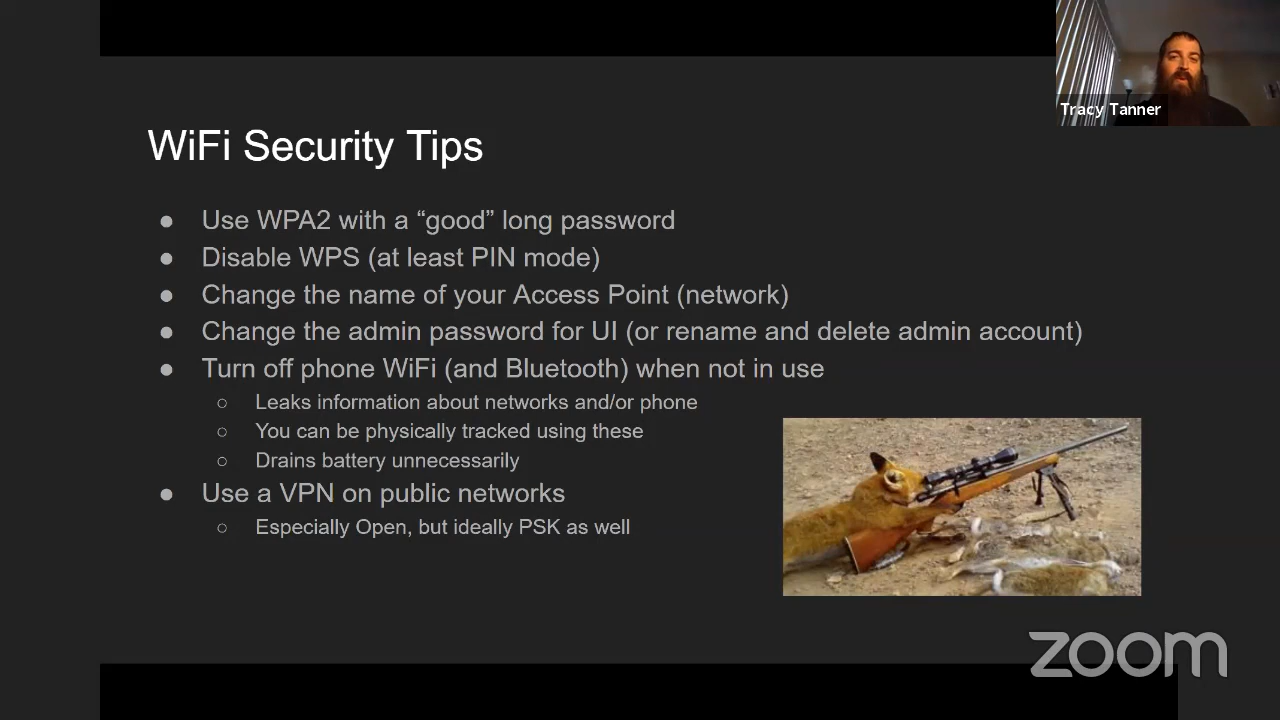 Tracy Tanner
WiFi Security Tips
● Use WPA2 with a “good” long password
● Disable WPS (at least PIN mode)
● Change the name of your Access Point (network)
● Change the admin password for UI (or rename and delete admin account)
● Turn off phone WiFi (and Bluetooth) when not in use
○ Leaks information about networks and/or phone
○ You can be physically tracked using these
○ Drains battery unnecessarily
● Use a VPN on public networks
○ Especially Open, but ideally PSK as well
zoom